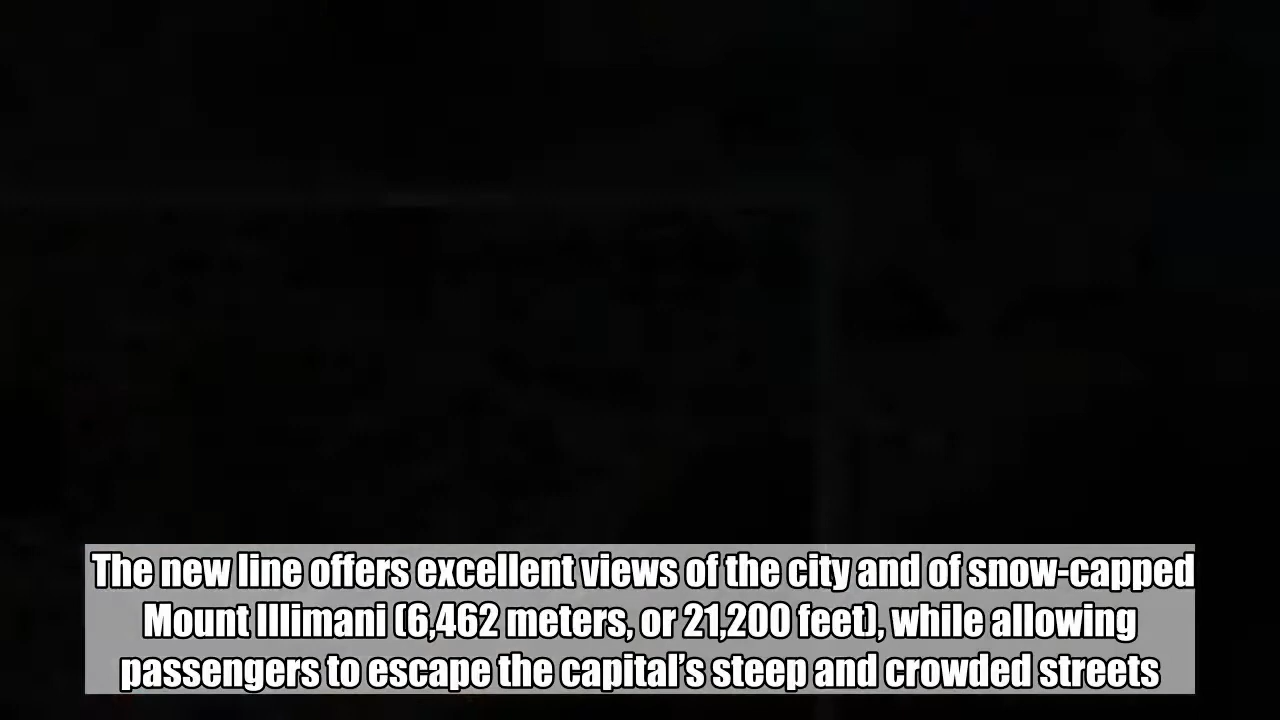 The new line offers excellent views of the city and of snow-capped
Mount Illimani (6,462 meters, or 21,200 feet), while allowing
passengers to escape the capital’s steep and crowded streets